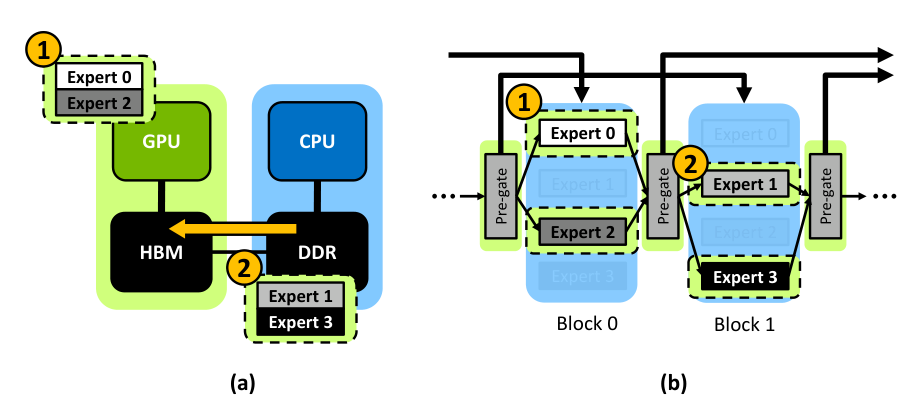 1
Expert 0
Expert 2
GPU
CPU
HBM
DDR
2
Expert 1
Expert 3
(a)
1
Expert 0
Expert 1
Expert 2
Expert 3
Pre-gate
Block 0
Pre-gate
2
Expert 0
Expert 1
Expert 2
Expert 3
Pre-gate
Block 1
(b)